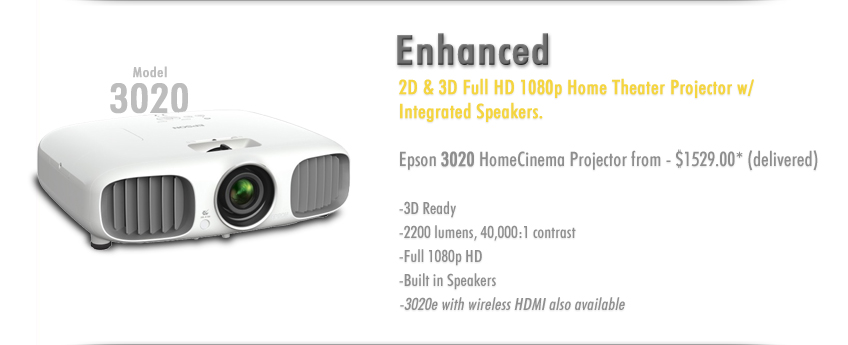 Model
3020
EPSON
Enhanced
2D & 3D Full HD 1080p Home Theater Projector w/
Integrated Speakers.
Epson 3020 HomeCinema Projector from - $1529.00* (delivered)
-3D Ready
-2200 lumens, 40,000:1 contrast
-Full 1080p HD
-Built in Speakers
-3020e with wireless HDMI also available